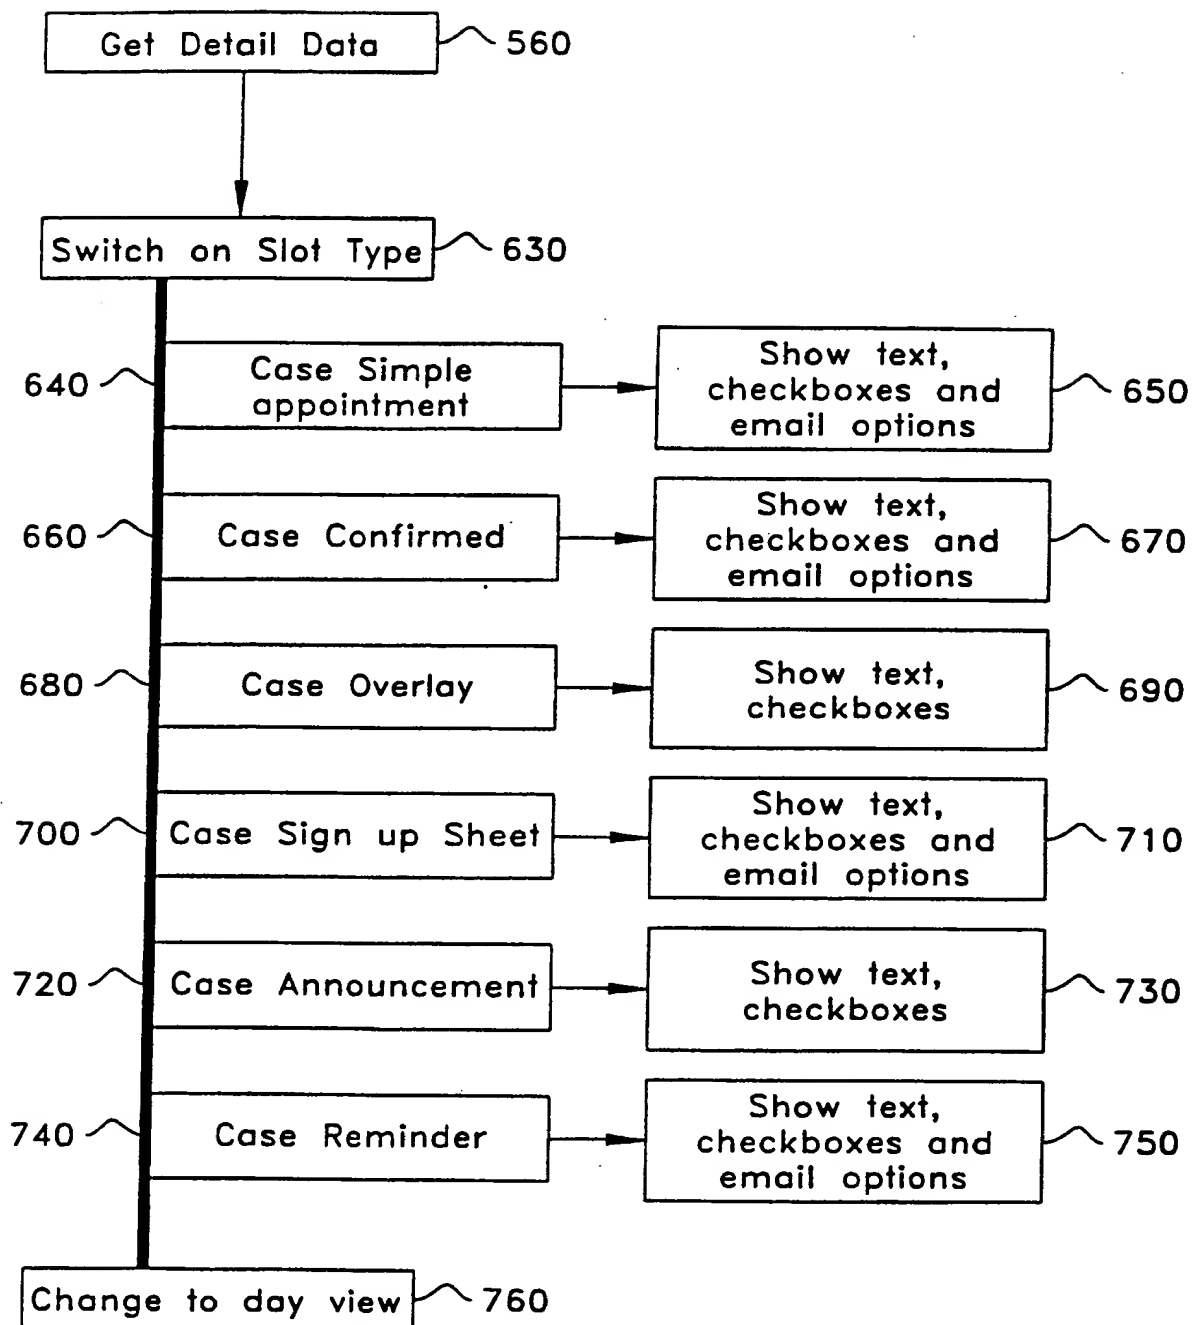 Get Detail Data 560
Switch on Slot Type 630
640
Case Simple
appointment
Show text,
checkboxes and
email options
650
660
Case Confirmed
Show text,
checkboxes and
email options
670
680
Case Overlay
Show text,
checkboxes
690
700
Case Sign up Sheet
Show text,
checkboxes and
email options
710
720
Case Announcement
Show text,
checkboxes
730
740
Case Reminder
Show text,
checkboxes and
email options
750
Change to day view 760